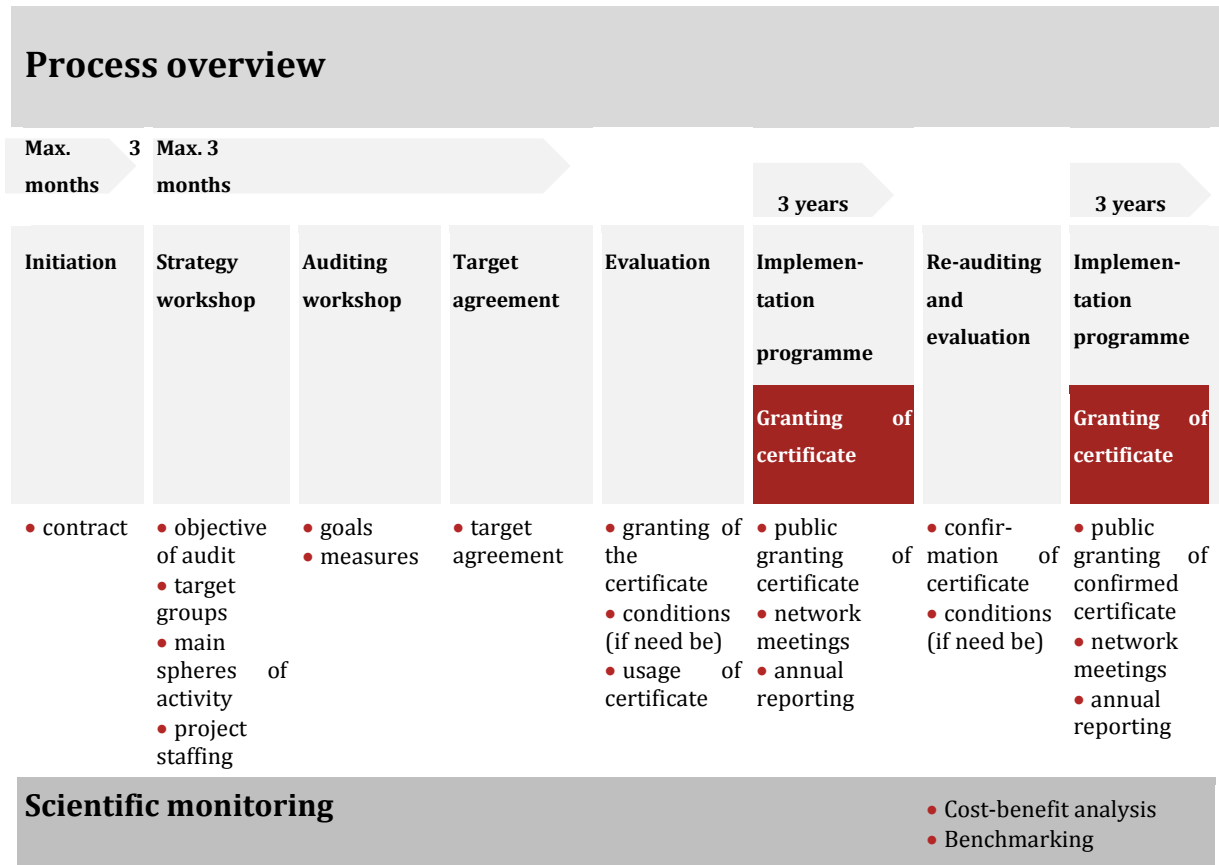 Process overview
Max. 3
months
Max. 3
months
3 years
3 years
Initiation
Strategy
workshop
Auditing
workshop
Target
agreement
Evaluation
Implemen-
tation
programme
Re-auditing
and
evaluation
Implemen-
tation
programme
Granting of
certificate
Granting of
certificate
• contract
• objective
of audit
• target
groups
• main
spheres of
activity
• project
staffing
• goals
• measures
• target
agreement
• granting of
the
certificate
• conditions
(if need be)
• usage of
certificate
• public
granting of
certificate
• network
meetings
• annual
reporting
• confir-
mation of
certificate
• conditions
(if need be)
• public
granting of
confirmed
certificate
• network
meetings
• annual
reporting
Scientific monitoring
• Cost-benefit analysis
• Benchmarking